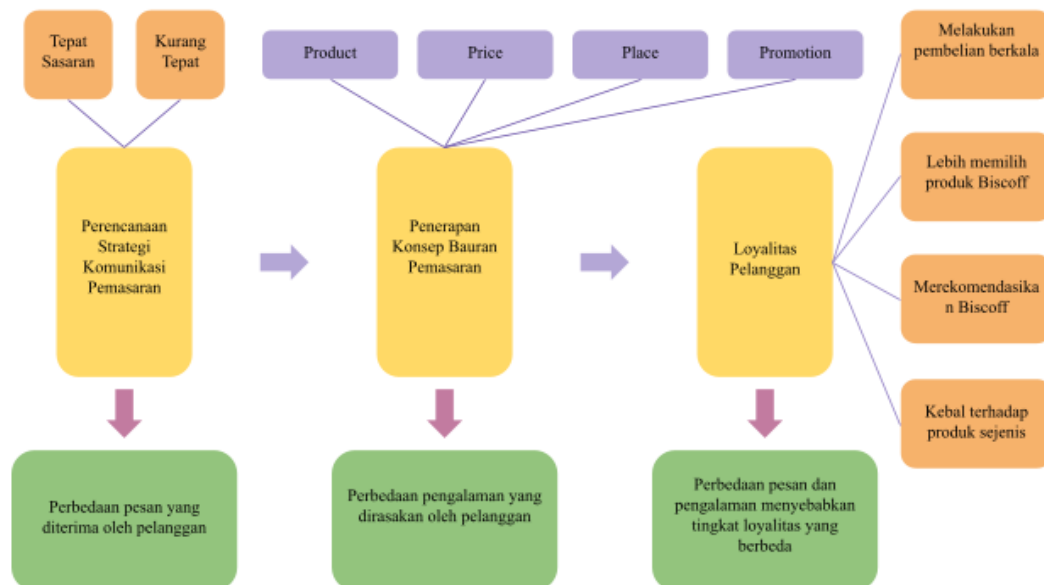 Tepat
Sasaran
Kurang
Tepat
Product
Price
Place
Promotion
Melakukan
pembelian berkala
Lebih memilih
produk Biscoff
Merekomendasika
n Biscoff
Kebal terhadap
produk sejenis
Perencanaan
Strategi
Komunikasi
Pemasaran
Penerapan
Konsep Bauran
Pemasaran
Loyalitas
Pelanggan
Perbedaan pesan yang
diterima oleh pelanggan
Perbedaan pengalaman yang
dirasakan oleh pelanggan
Perbedaan pesan dan
pengalaman menyebabkan
tingkat loyalitas yang
berbeda